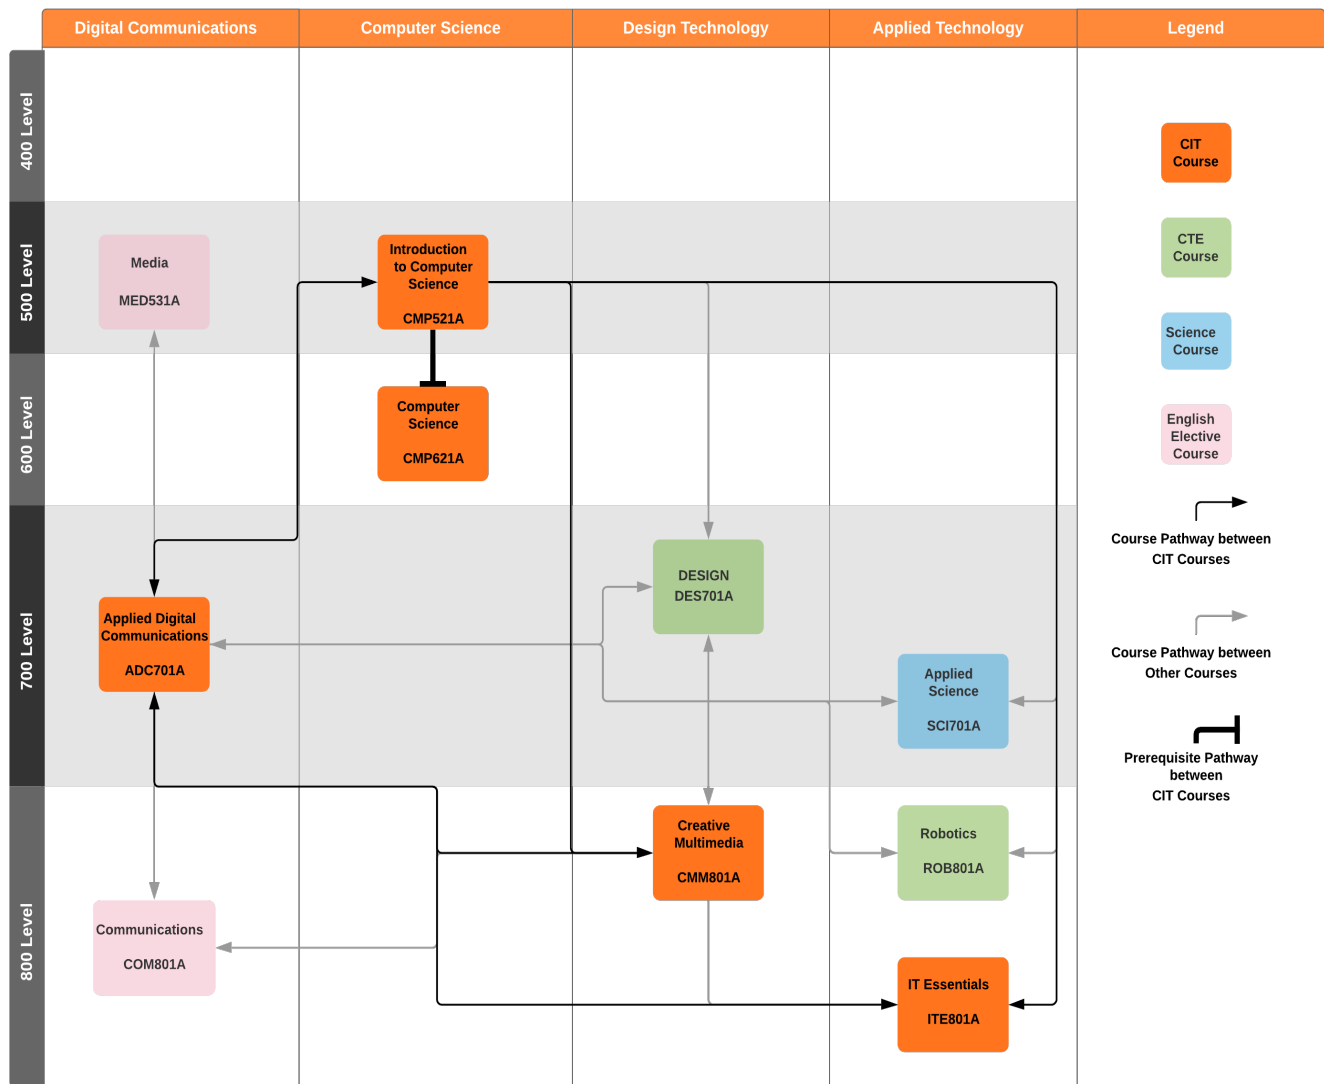 Digital Communications
Computer Science
Design Technology
Applied Technology
Legend
400 Level
500 Level
600 Level
700 Level
800 Level
Media
MED531A
Introduction
to Computer
Science
CMP521A
Computer
Science
CMP621A
DESIGN
DES701A
Applied Digital
Communications
ADC701A
Applied
Science
SCI701A
Creative
Multimedia
CMM801A
Robotics
ROB801A
Communications
COM801A
IT Essentials
ITE801A
CIT
Course
CTE
Course
Science
Course
English
Elective
Course
Course Pathway between
CIT Courses
Course Pathway between
Other Courses
Prerequisite Pathway
between
CIT Courses